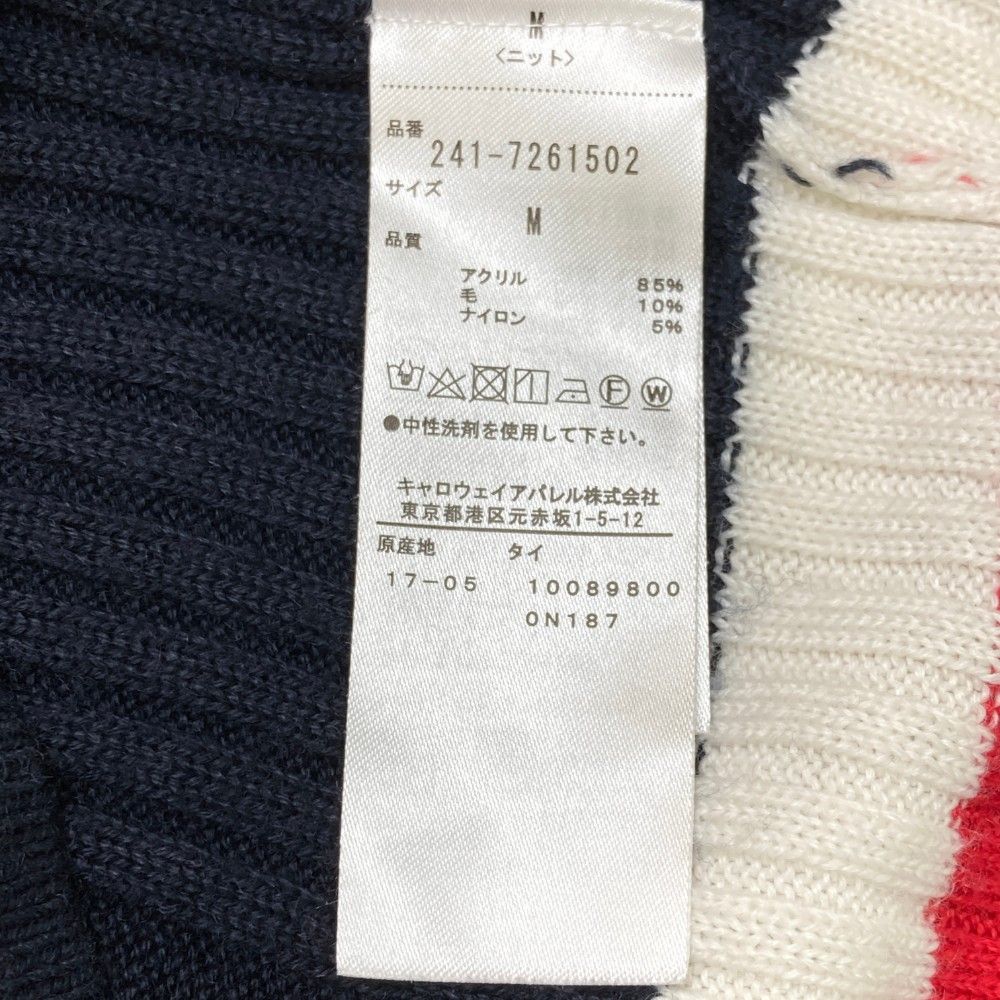 M
〈ニット〉
品番
241-7261502
サイズ
M
品質
アクリル 85%
毛 10%
ナイロン 5%
F W
●中性洗剤を使用して下さい。
キャロウェイアパレル株式会社
東京都港区元赤坂1-5-12
原産地 タイ
17-05 10089800
0N187